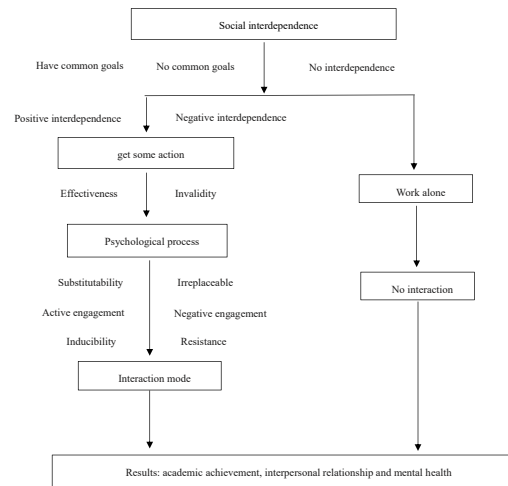 Social interdependence
Have common goals No common goals No interdependence
Positive interdependence Negative interdependence
get some action
Effectiveness Invalidity
Work alone
Psychological process
Substitutability Irreplaceable
No interaction
Active engagement Negative engagement
Inducibility Resistance
Interaction mode
Results: academic achievement, interpersonal relationship and mental health